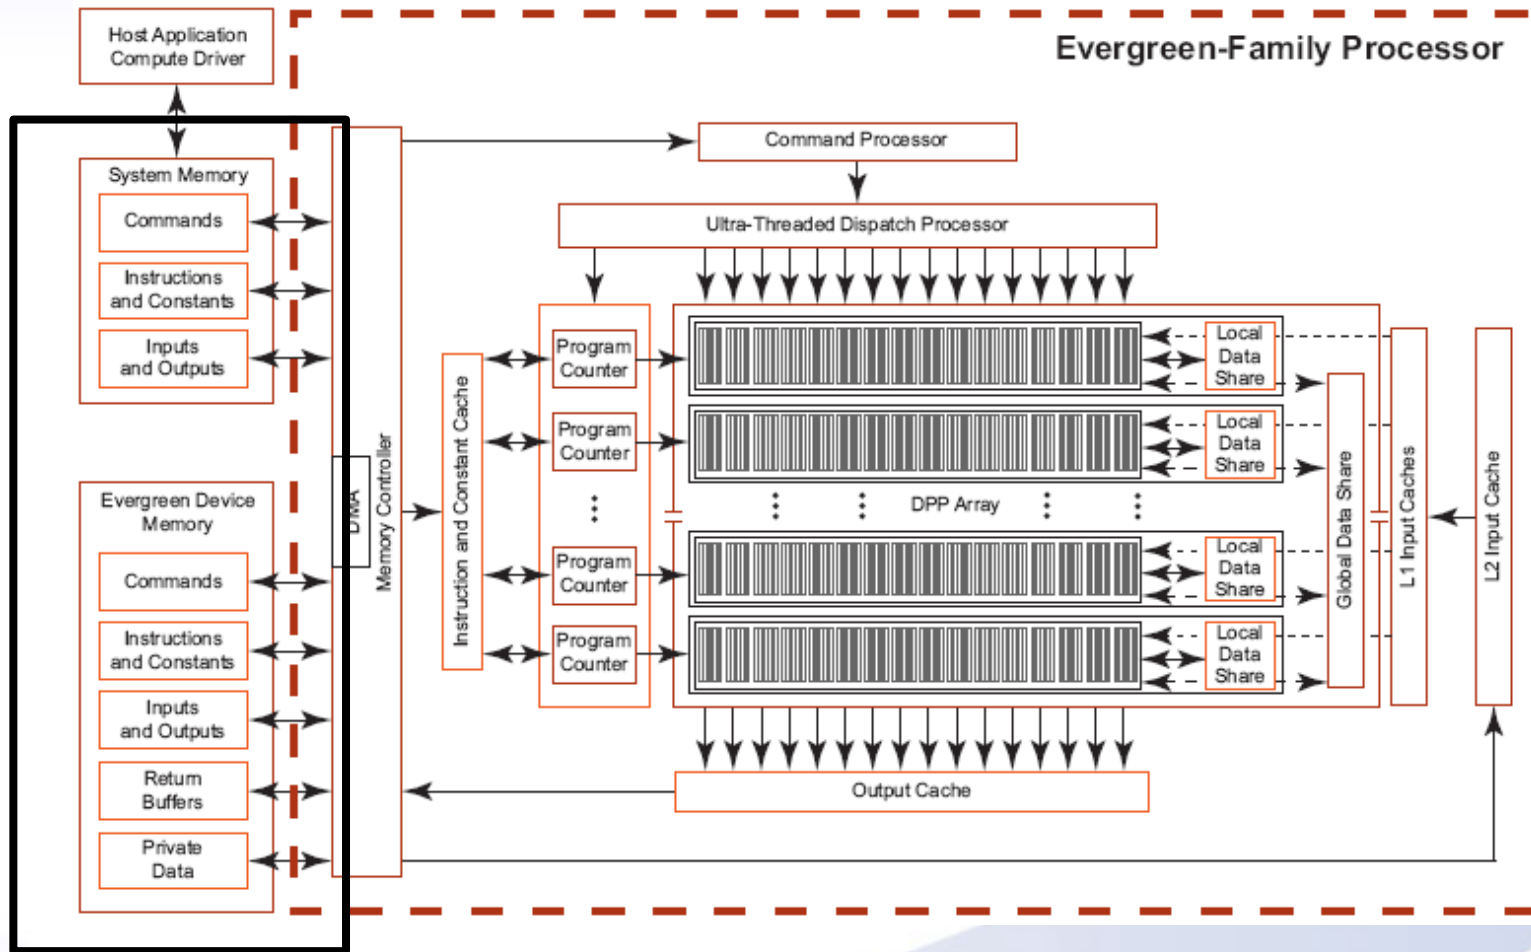 Host Application
Compute Driver
Evergreen-Family Processor
System Memory
Commands
Instructions
and Constants
Inputs
and Outputs
Evergreen Device
Memory
Commands
Instructions
and Constants
Inputs
and Outputs
Return
Buffers
Private
Data
DMA
Memory Controller
Command Processor
Ultra-Threaded Dispatch Processor
Instruction and Constant Cache
Program
Counter
Program
Counter
Program
Counter
Program
Counter
DPP Array
Local
Data
Share
Local
Data
Share
Local
Data
Share
Local
Data
Share
Global Data Share
L1 Input Caches
L2 Input Cache
Output Cache